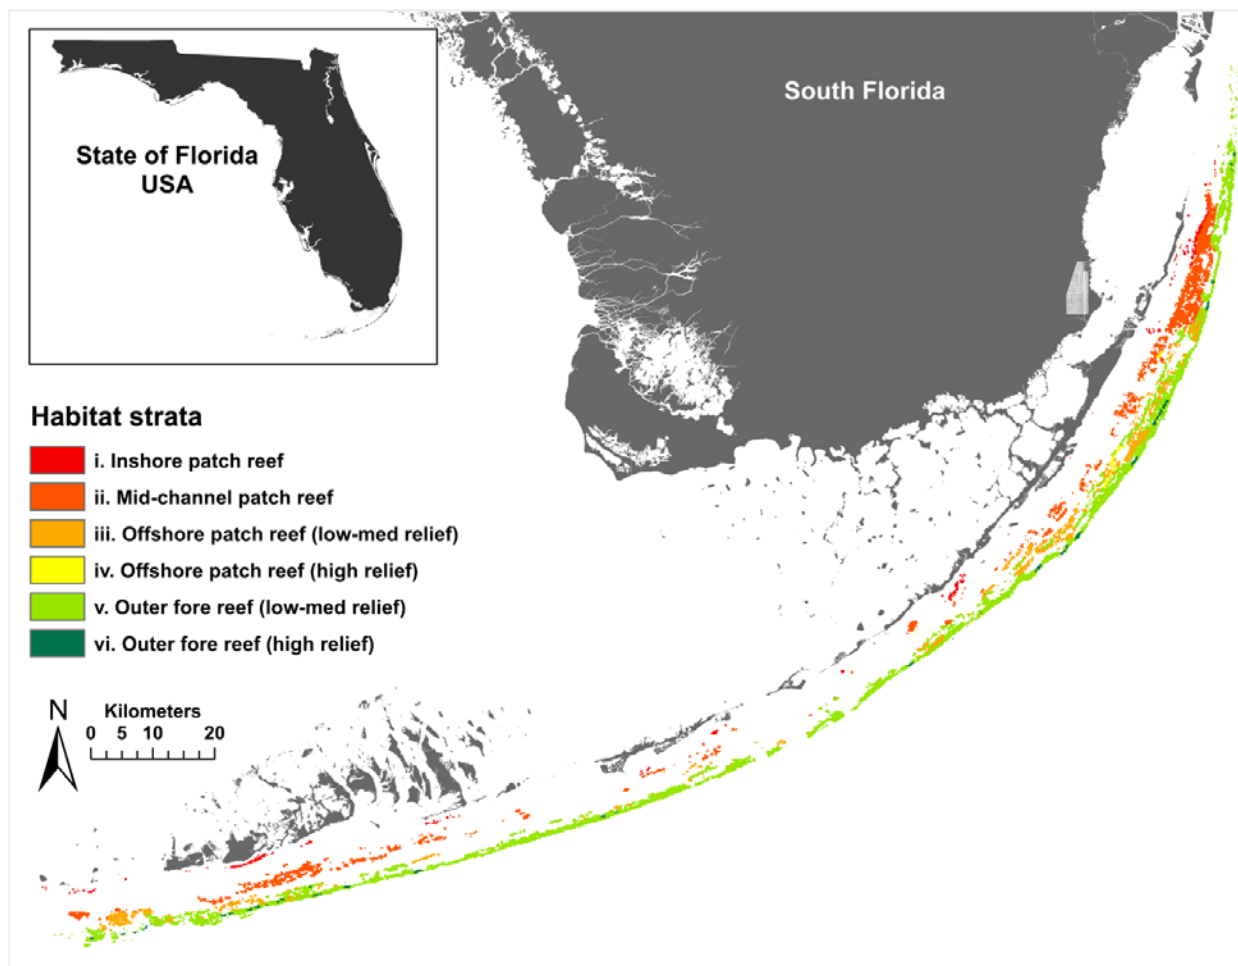 State of Florida
USA
South Florida
Habitat strata
i. Inshore patch reef
ii. Mid-channel patch reef
iii. Offshore patch reef (low-med relief)
iv. Offshore patch reef (high relief)
v. Outer fore reef (low-med relief)
vi. Outer fore reef (high relief)
N
Kilometers
0 5 10 20